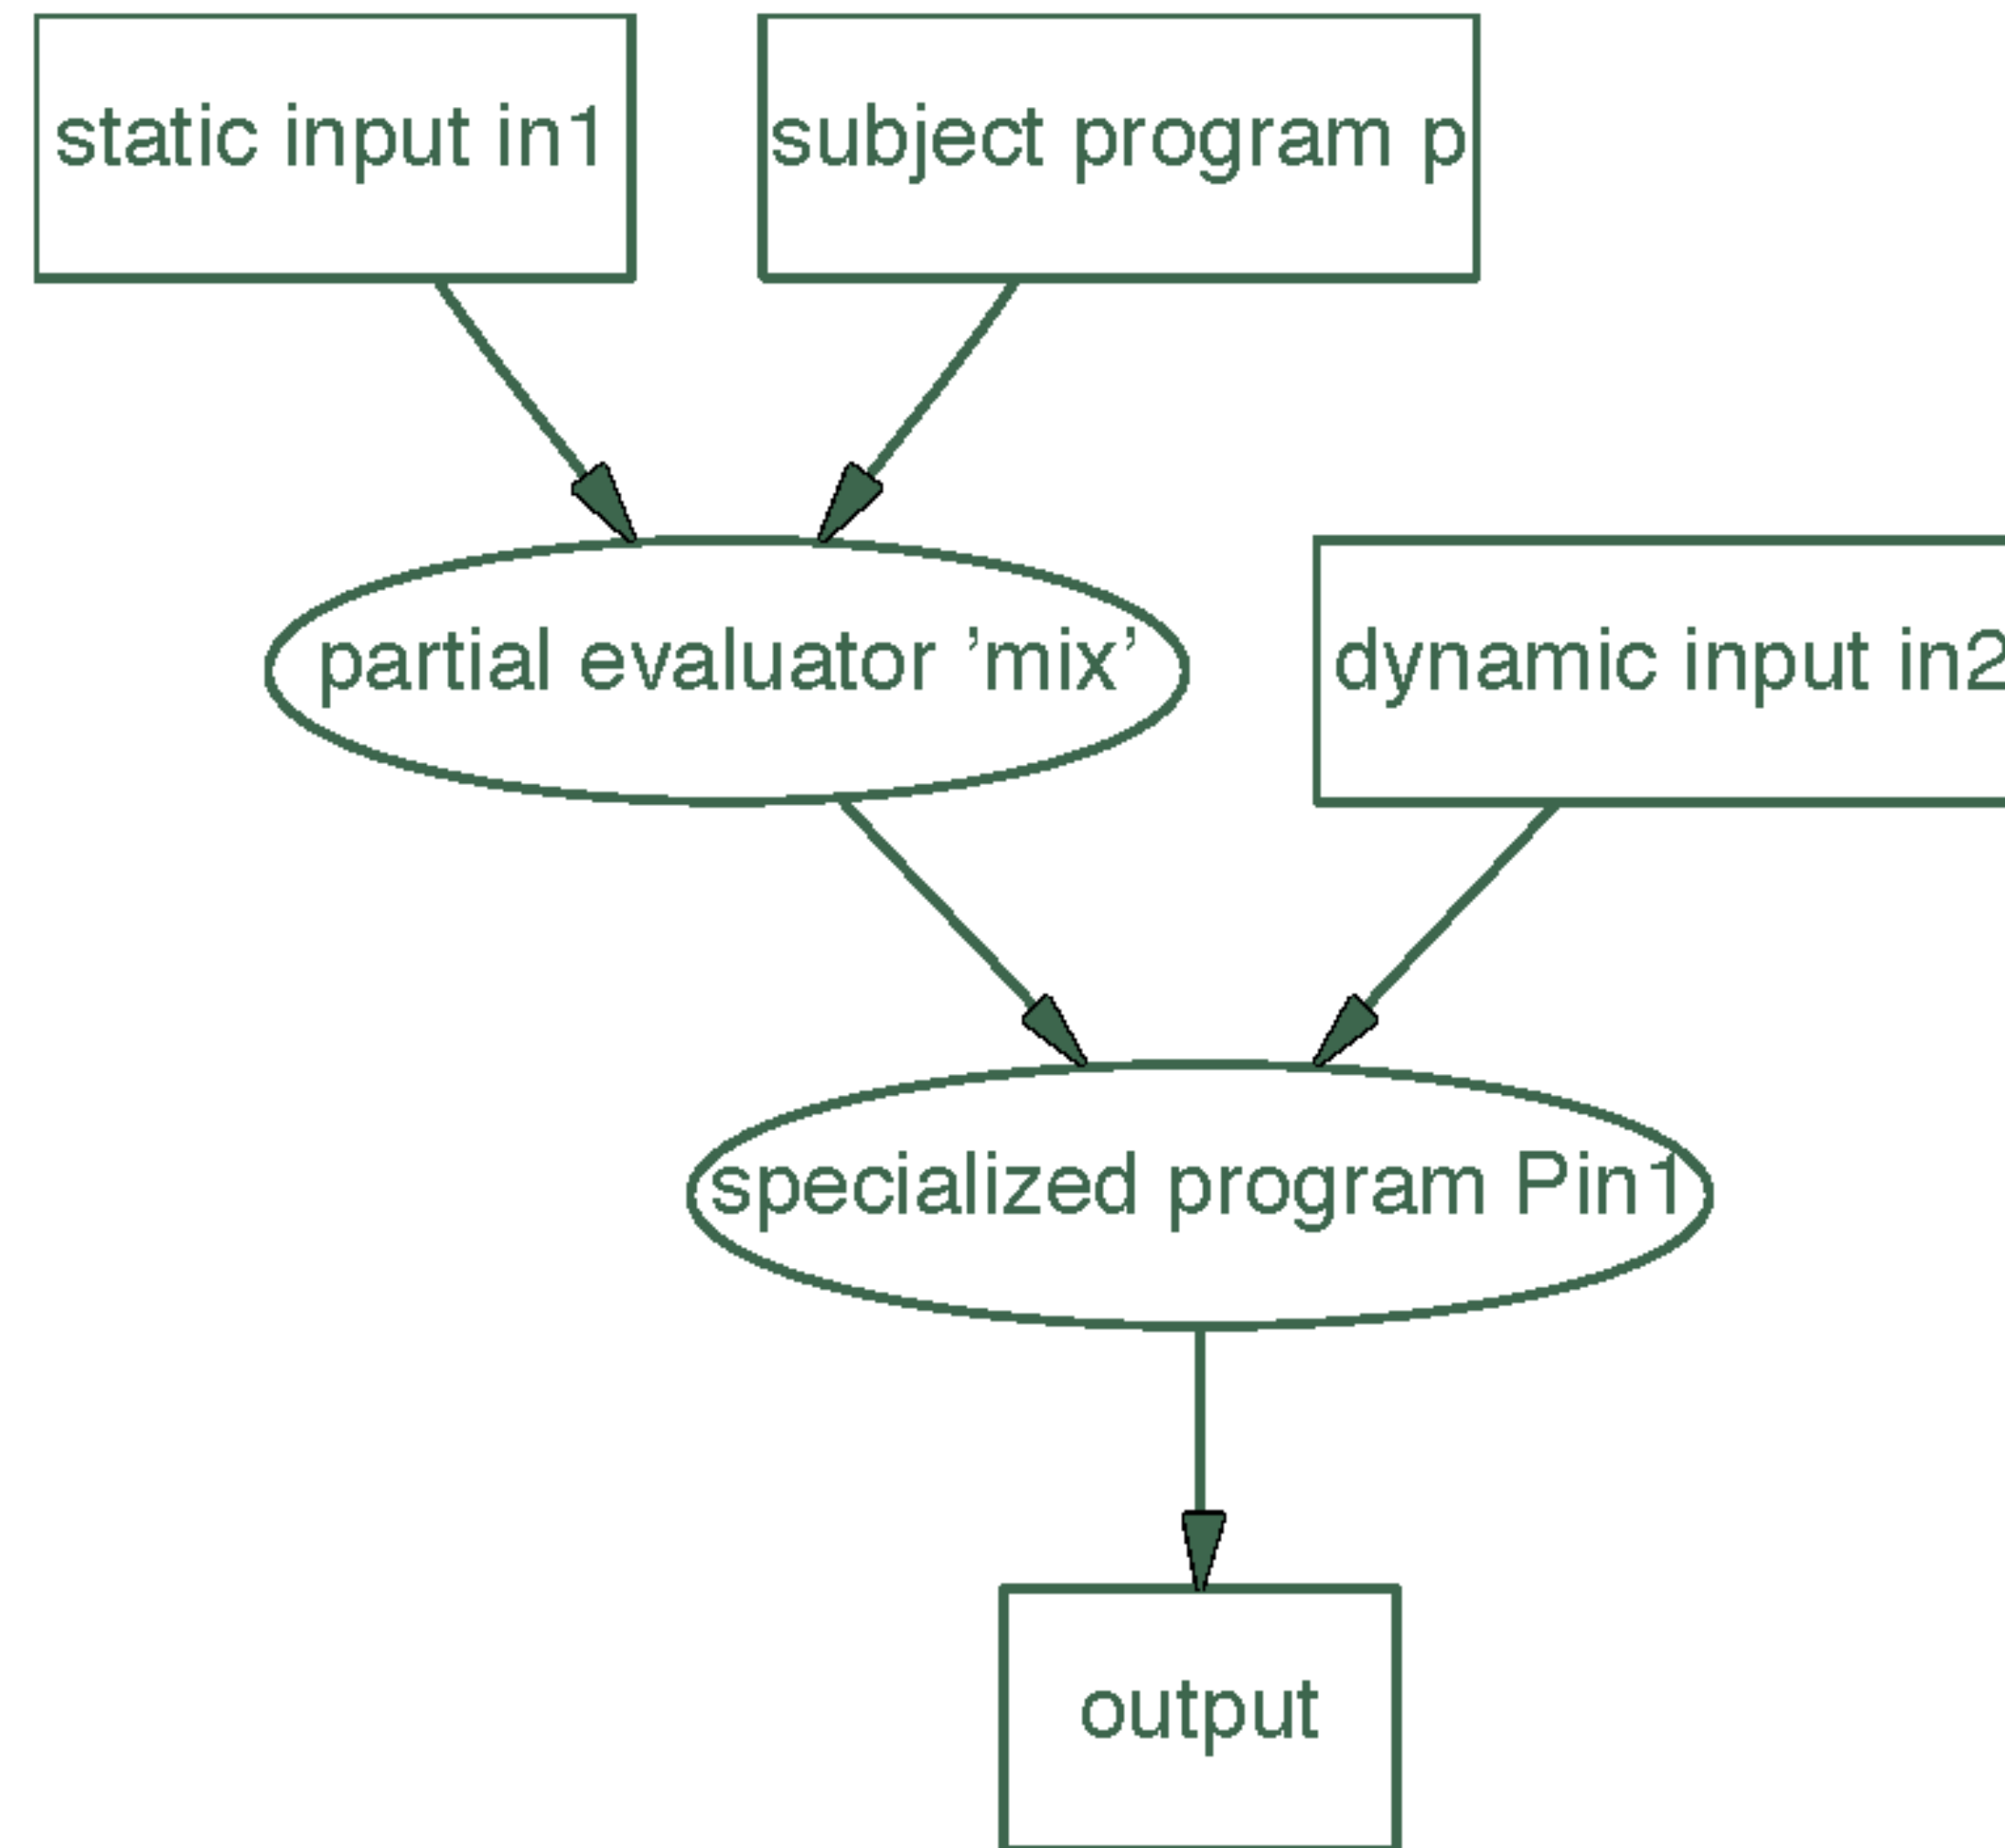 static input in1
subject program p
partial evaluator 'mix'
dynamic input in2
specialized program Pin1
output